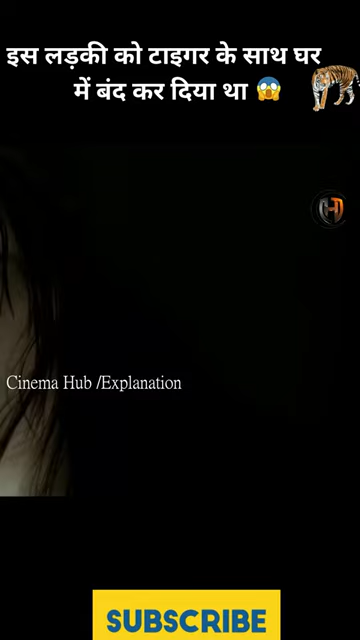 इस लड़की को टाइगर के साथ घर
में बंद कर दिया था 😱
Cinema Hub /Explanation
SUBSCRIBE